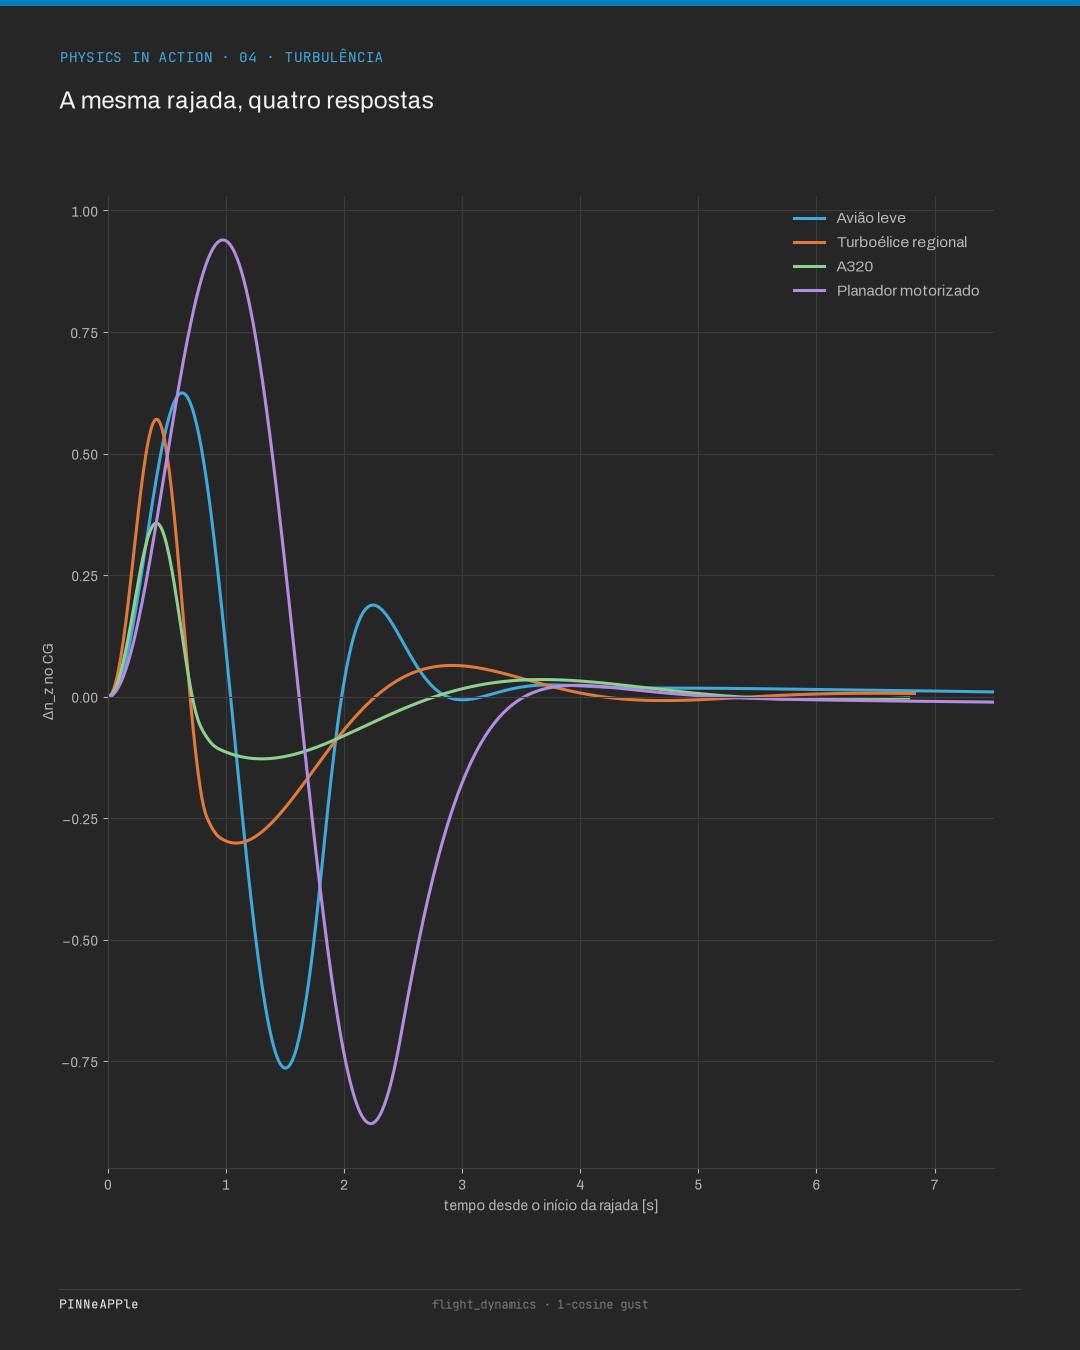 PHYSICS IN ACTION · 04 · TURBULÊNCIA
A mesma rajada, quatro respostas
Avião leve
Turboélice regional
A320
Planador motorizado
1.00
0.75
0.50
0.25
0.00
−0.25
−0.50
−0.75
Δn_z no CG
0 1 2 3 4 5 6 7
tempo desde o início da rajada [s]
PINNeAPPle
flight_dynamics · 1-cosine gust